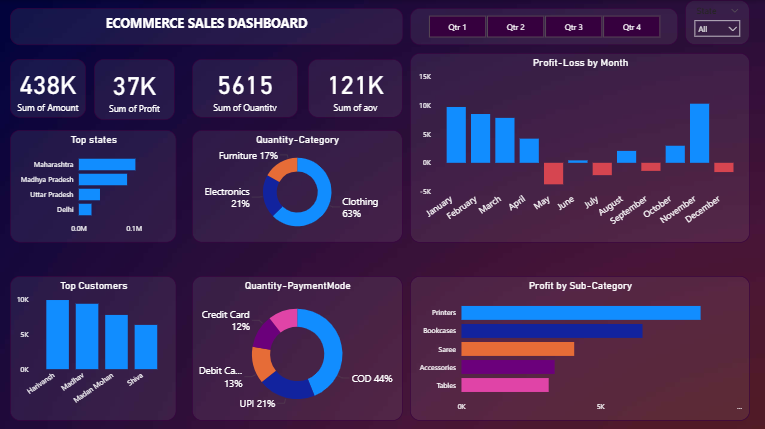 ECOMMERCE SALES DASHBOARD
Qtr 1
Qtr 2
Qtr 3
Qtr 4
All
438K
Sum of Amount
37K
Sum of Profit
5615
Sum of Quantity
121K
Sum of aov
Profit-Loss by Month
15K
10K
5K
0K
-5K
January
February
March
April
May
June
July
August
September
October
November
December
Top states
Maharashtra
Madhya Pradesh
Uttar Pradesh
Delhi
0.0M
0.1M
Quantity-Category
Furniture 17%
Electronics
21%
Clothing
63%
Top Customers
10K
5K
0K
Harivansh
Madhav
Madan Mohan
Shiva
Quantity-PaymentMode
Credit Card
12%
Debit Ca...
13%
UPI 21%
COD 44%
Profit by Sub-Category
Printers
Bookcases
Saree
Accessories
Tables
0K
5K
...